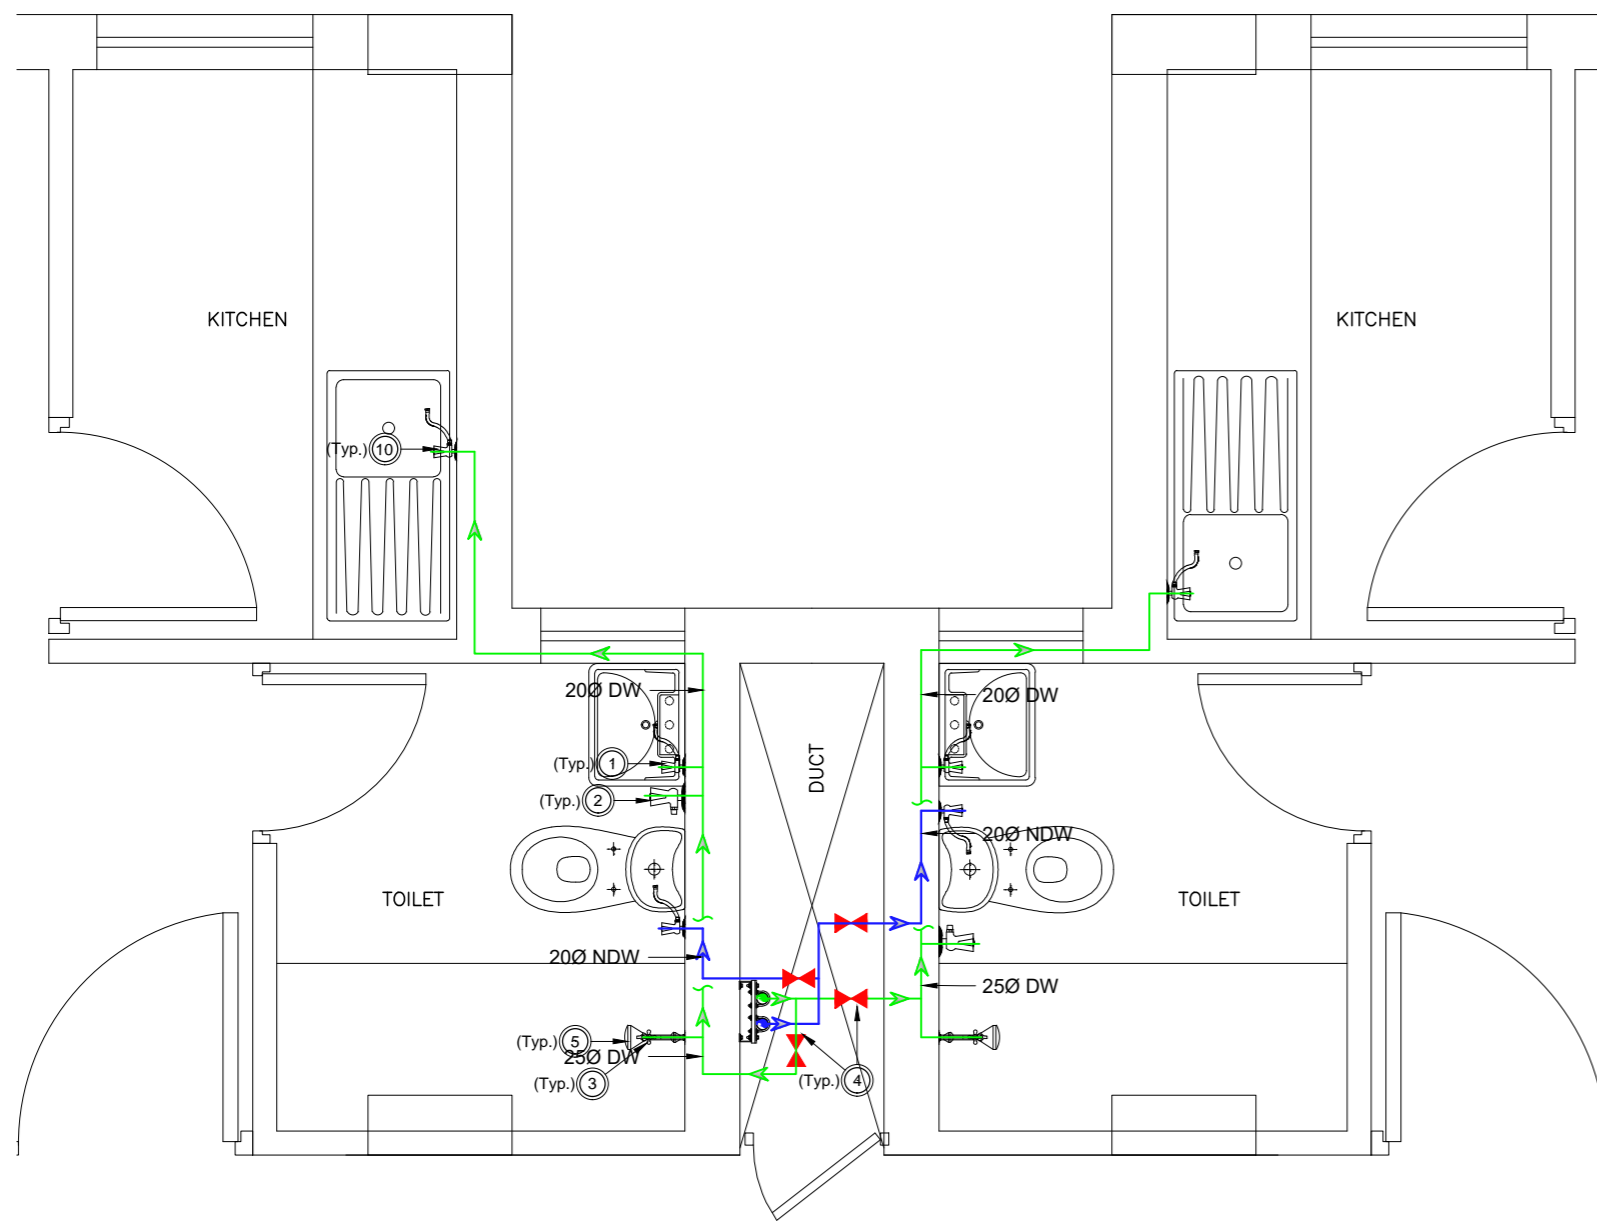 KITCHEN
KITCHEN
(Typ.) 10
20Ø DW
20Ø DW
DUCT
(Typ.) 1
(Typ.) 2
20Ø NDW
TOILET
TOILET
20Ø NDW
25Ø DW
(Typ.) 5
25Ø DW
(Typ.) 3
(Typ.) 4